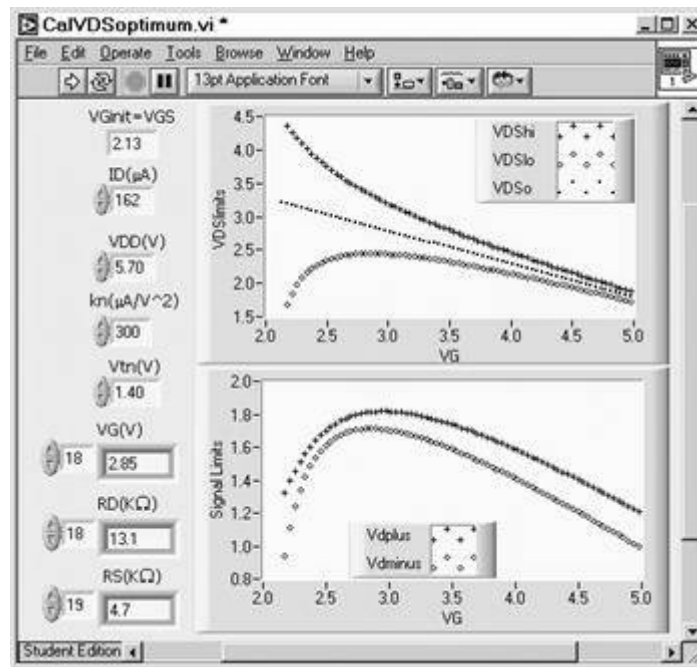 CalVDSoptimum.vi *
File Edit Operate Tools Browse Window Help
13pt Application Font
1
VGinit=VGS
2.13
ID(µA)
162
VDD(V)
5.70
kn(µA/V^2)
300
Vtn(V)
1.40
VG(V)
18 2.85
RD(KΩ)
18 13.1
RS(KΩ)
19 4.7
VDSlimits
4.5
4.0
3.5
3.0
2.5
2.0
1.5
2.0 2.5 3.0 3.5 4.0 4.5 5.0
VG
VDShi
VDSlo
VDSo
Signal Limits
2.0
1.8
1.6
1.4
1.2
1.0
0.8
2.0 2.5 3.0 3.5 4.0 4.5 5.0
VG
Vdplus
Vdminus
Student Edition